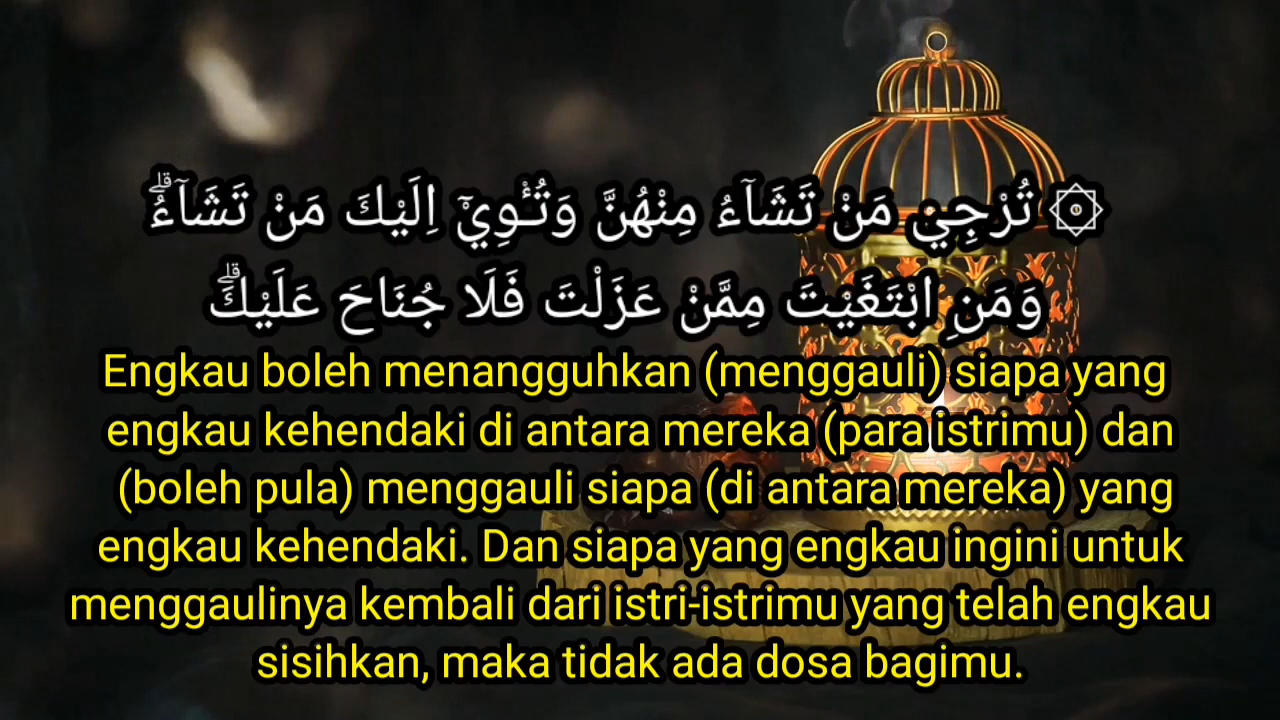 ۞ تُرْجِيْ مَنْ تَشَاۤءُ مِنْهُنَّ وَتُـْٔوِيْٓ اِلَيْكَ مَنْ تَشَاۤءُۗ
وَمَنِ ابْتَغَيْتَ مِمَّنْ عَزَلْتَ فَلَا جُنَاحَ عَلَيْكَۗ
Engkau boleh menangguhkan (menggauli) siapa yang
engkau kehendaki di antara mereka (para istrimu) dan
(boleh pula) menggauli siapa (di antara mereka) yang
engkau kehendaki. Dan siapa yang engkau ingini untuk
menggaulinya kembali dari istri-istrimu yang telah engkau
sisihkan, maka tidak ada dosa bagimu.